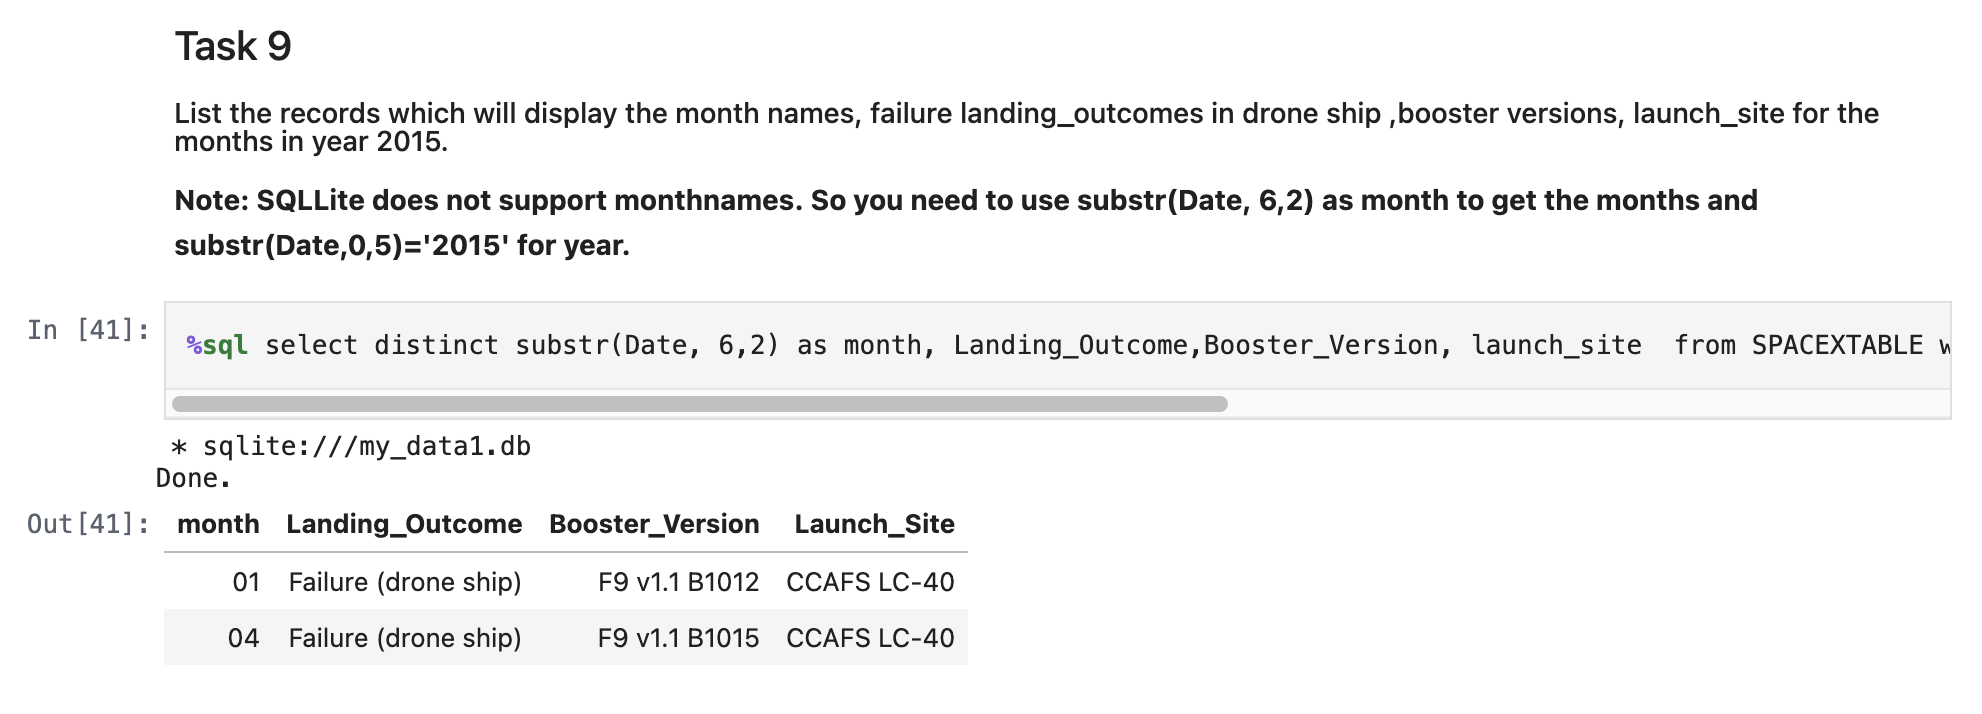 Task 9
List the records which will display the month names, failure landing_outcomes in drone ship ,booster versions, launch_site for the
months in year 2015.
Note: SQLLite does not support monthnames. So you need to use substr(Date, 6,2) as month to get the months and
substr(Date,0,5)='2015' for year.
In [41]: %sql select distinct substr(Date, 6,2) as month, Landing_Outcome,Booster_Version, launch_site  from SPACEXTABLE
* sqlite:///my_data1.db
Done.
Out[41]: month Landing_Outcome Booster_Version Launch_Site
01 Failure (drone ship) F9 v1.1 B1012 CCAFS LC-40
04 Failure (drone ship) F9 v1.1 B1015 CCAFS LC-40